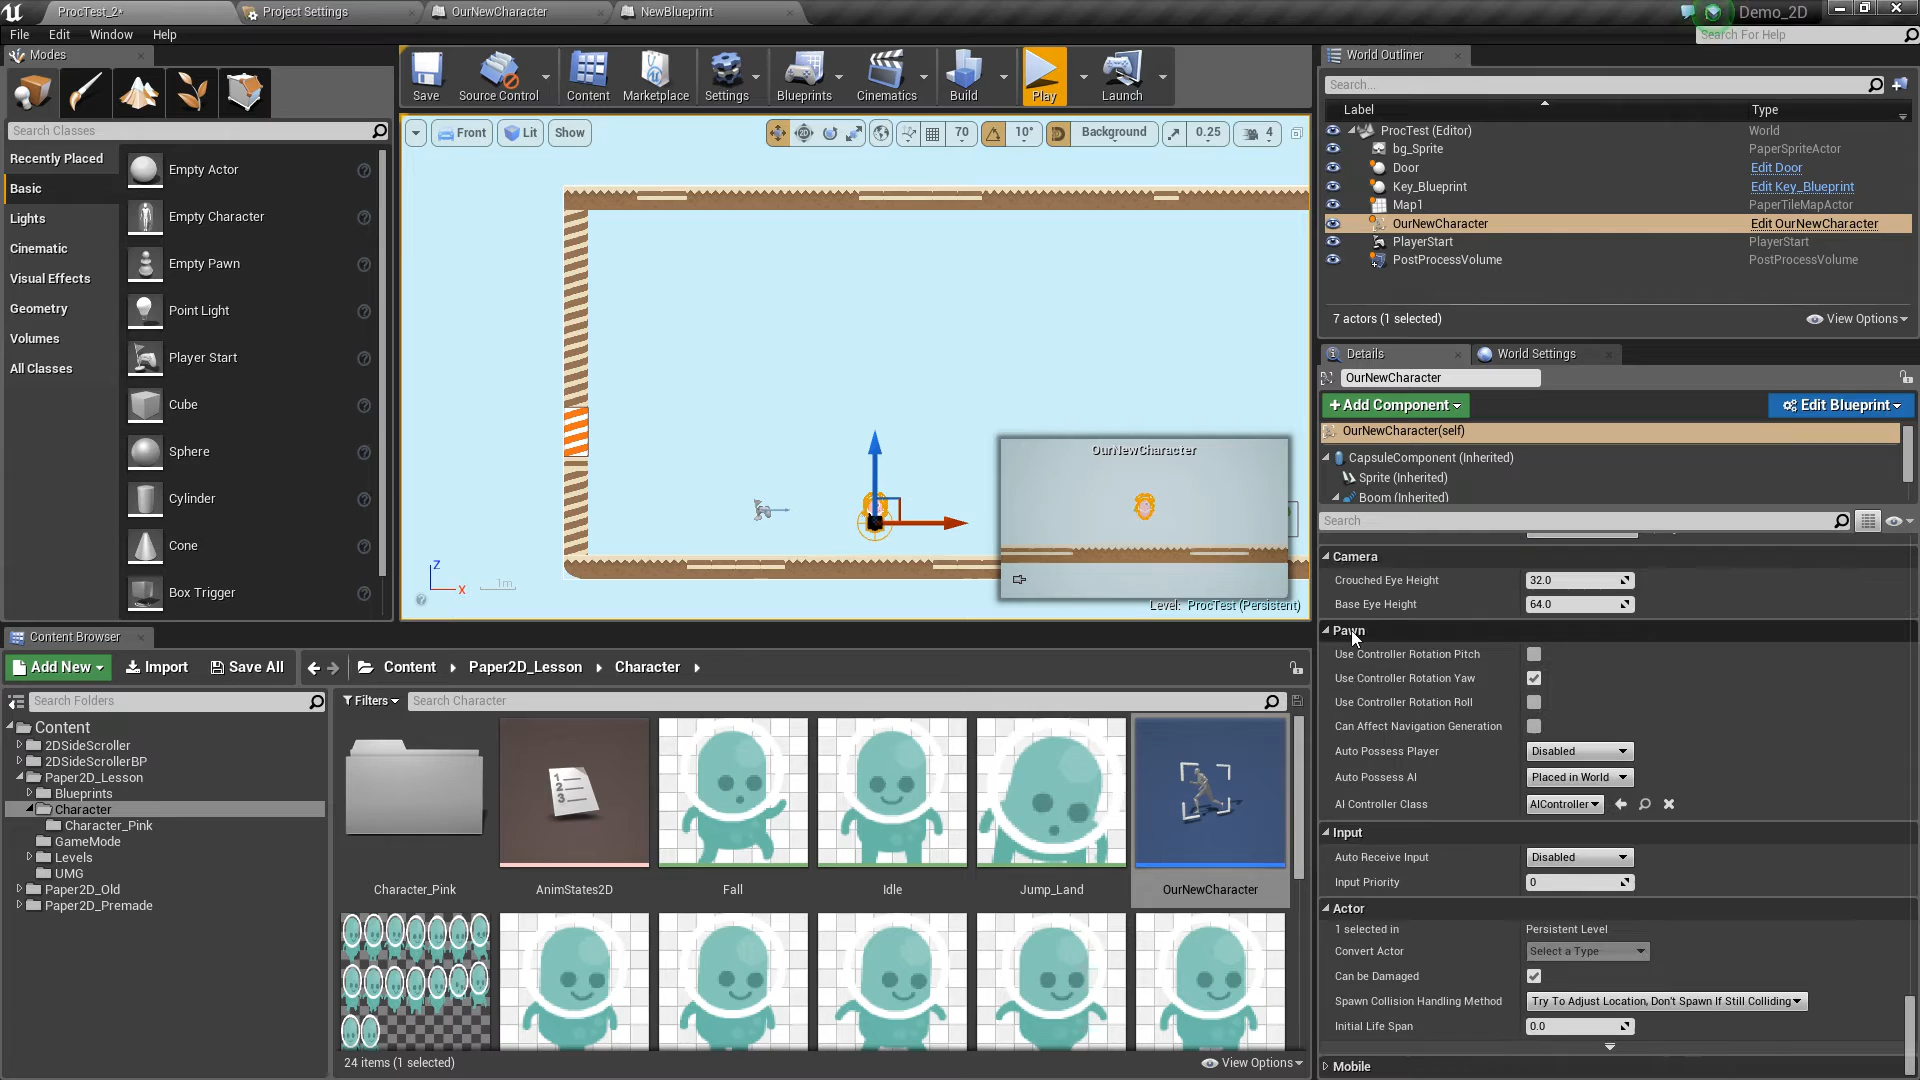 ProcTest_2*
Project Settings
OurNewCharacter
NewBlueprint
Demo_2D
File
Edit
Window
Help
Search For Help
Modes
Search Classes
Recently Placed
Basic
Lights
Cinematic
Visual Effects
Geometry
Volumes
All Classes
Empty Actor
Empty Character
Empty Pawn
Point Light
Player Start
Cube
Sphere
Cylinder
Cone
Box Trigger
Save
Source Control
Content
Marketplace
Settings
Blueprints
Cinematics
Build
Play
Launch
Front
Lit
Show
70
10°
Background
0.25
4
OurNewCharacter
Z
X
1m
Level: ProcTest (Persistent)
World Outliner
Search...
Label
Type
ProcTest (Editor)
World
bg_Sprite
PaperSpriteActor
Door
Edit Door
Key_Blueprint
Edit Key_Blueprint
Map1
PaperTileMapActor
OurNewCharacter
Edit OurNewCharacter
PlayerStart
PlayerStart
PostProcessVolume
PostProcessVolume
7 actors (1 selected)
View Options
Details
World Settings
OurNewCharacter
+Add Component
Edit Blueprint
OurNewCharacter(self)
CapsuleComponent (Inherited)
Sprite (Inherited)
Boom (Inherited)
Search
Camera
Crouched Eye Height
32.0
Base Eye Height
64.0
Pawn
Use Controller Rotation Pitch
Use Controller Rotation Yaw
Use Controller Rotation Roll
Can Affect Navigation Generation
Auto Possess Player
Disabled
Auto Possess AI
Placed in World
AI Controller Class
AIController
Input
Auto Receive Input
Disabled
Input Priority
0
Actor
1 selected in
Persistent Level
Convert Actor
Select a Type
Can be Damaged
Spawn Collision Handling Method
Try To Adjust Location, Don't Spawn If Still Colliding
Initial Life Span
0.0
Mobile
Content Browser
Add New
Import
Save All
Content
Paper2D_Lesson
Character
Search Folders
Filters
Search Character
Content
2DSideScroller
2DSideScrollerBP
Paper2D_Lesson
Blueprints
Character
Character_Pink
GameMode
Levels
UMG
Paper2D_Old
Paper2D_Premade
1
2
3
Character_Pink
AnimStates2D
Fall
Idle
Jump_Land
OurNewCharacter
24 items (1 selected)
View Options